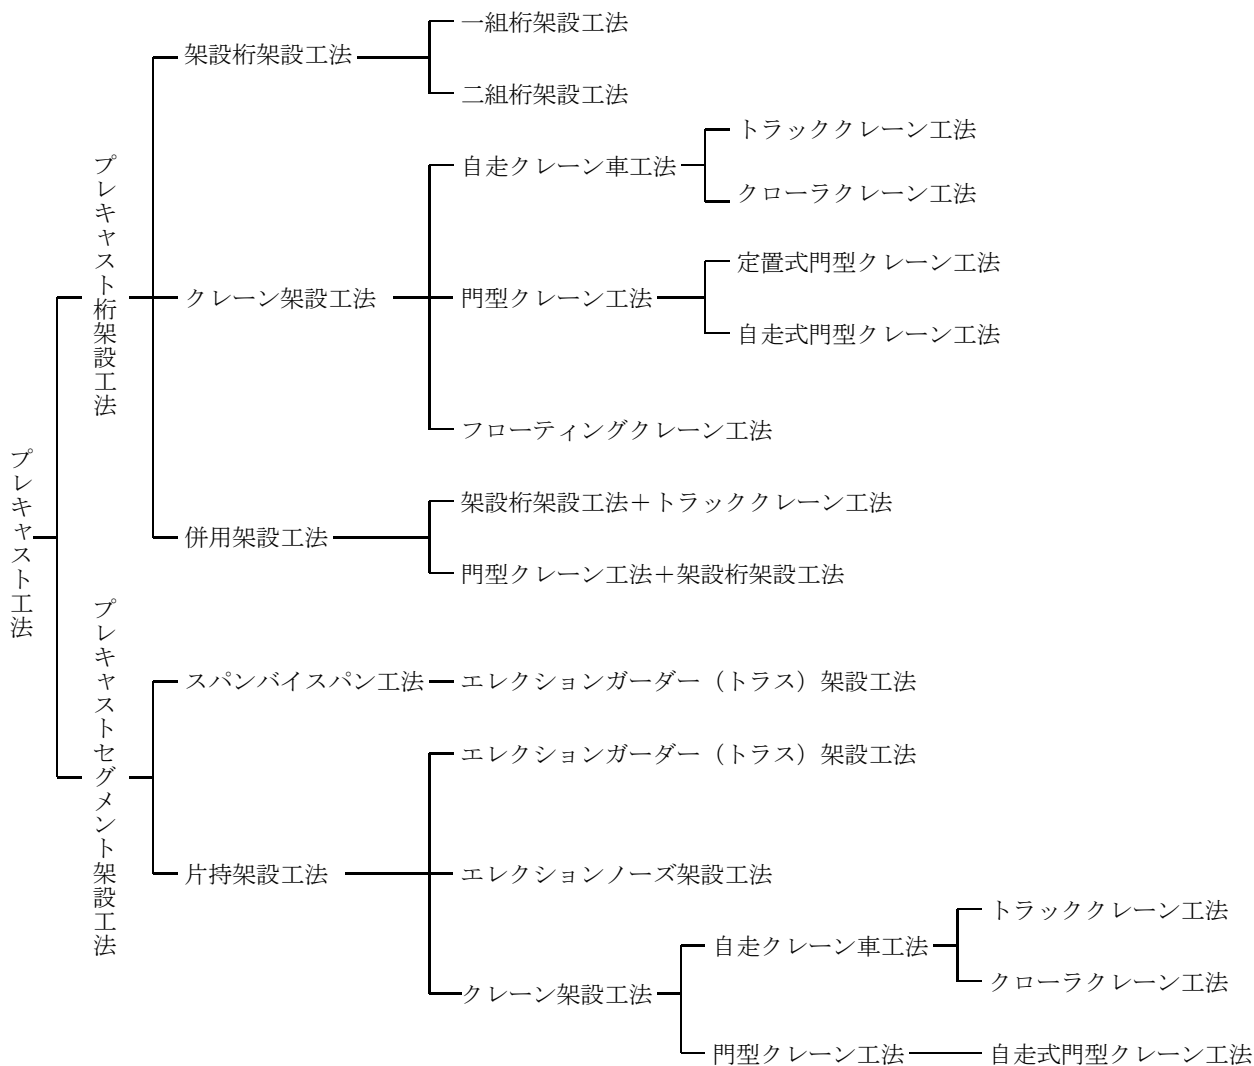 プレキャスト工法
プレキャスト桁架設工法
架設桁架設工法
一組桁架設工法
二組桁架設工法
クレーン架設工法
自走クレーン車工法
トラッククレーン工法
クローラクレーン工法
門型クレーン工法
定置式門型クレーン工法
自走式門型クレーン工法
フローティングクレーン工法
併用架設工法
架設桁架設工法＋トラッククレーン工法
門型クレーン工法＋架設桁架設工法
プレキャストセグメント架設工法
スパンバイスパン工法
エレクションガーダー（トラス）架設工法
片持架設工法
エレクションガーダー（トラス）架設工法
エレクションノーズ架設工法
クレーン架設工法
自走クレーン車工法
トラッククレーン工法
クローラクレーン工法
門型クレーン工法
自走式門型クレーン工法